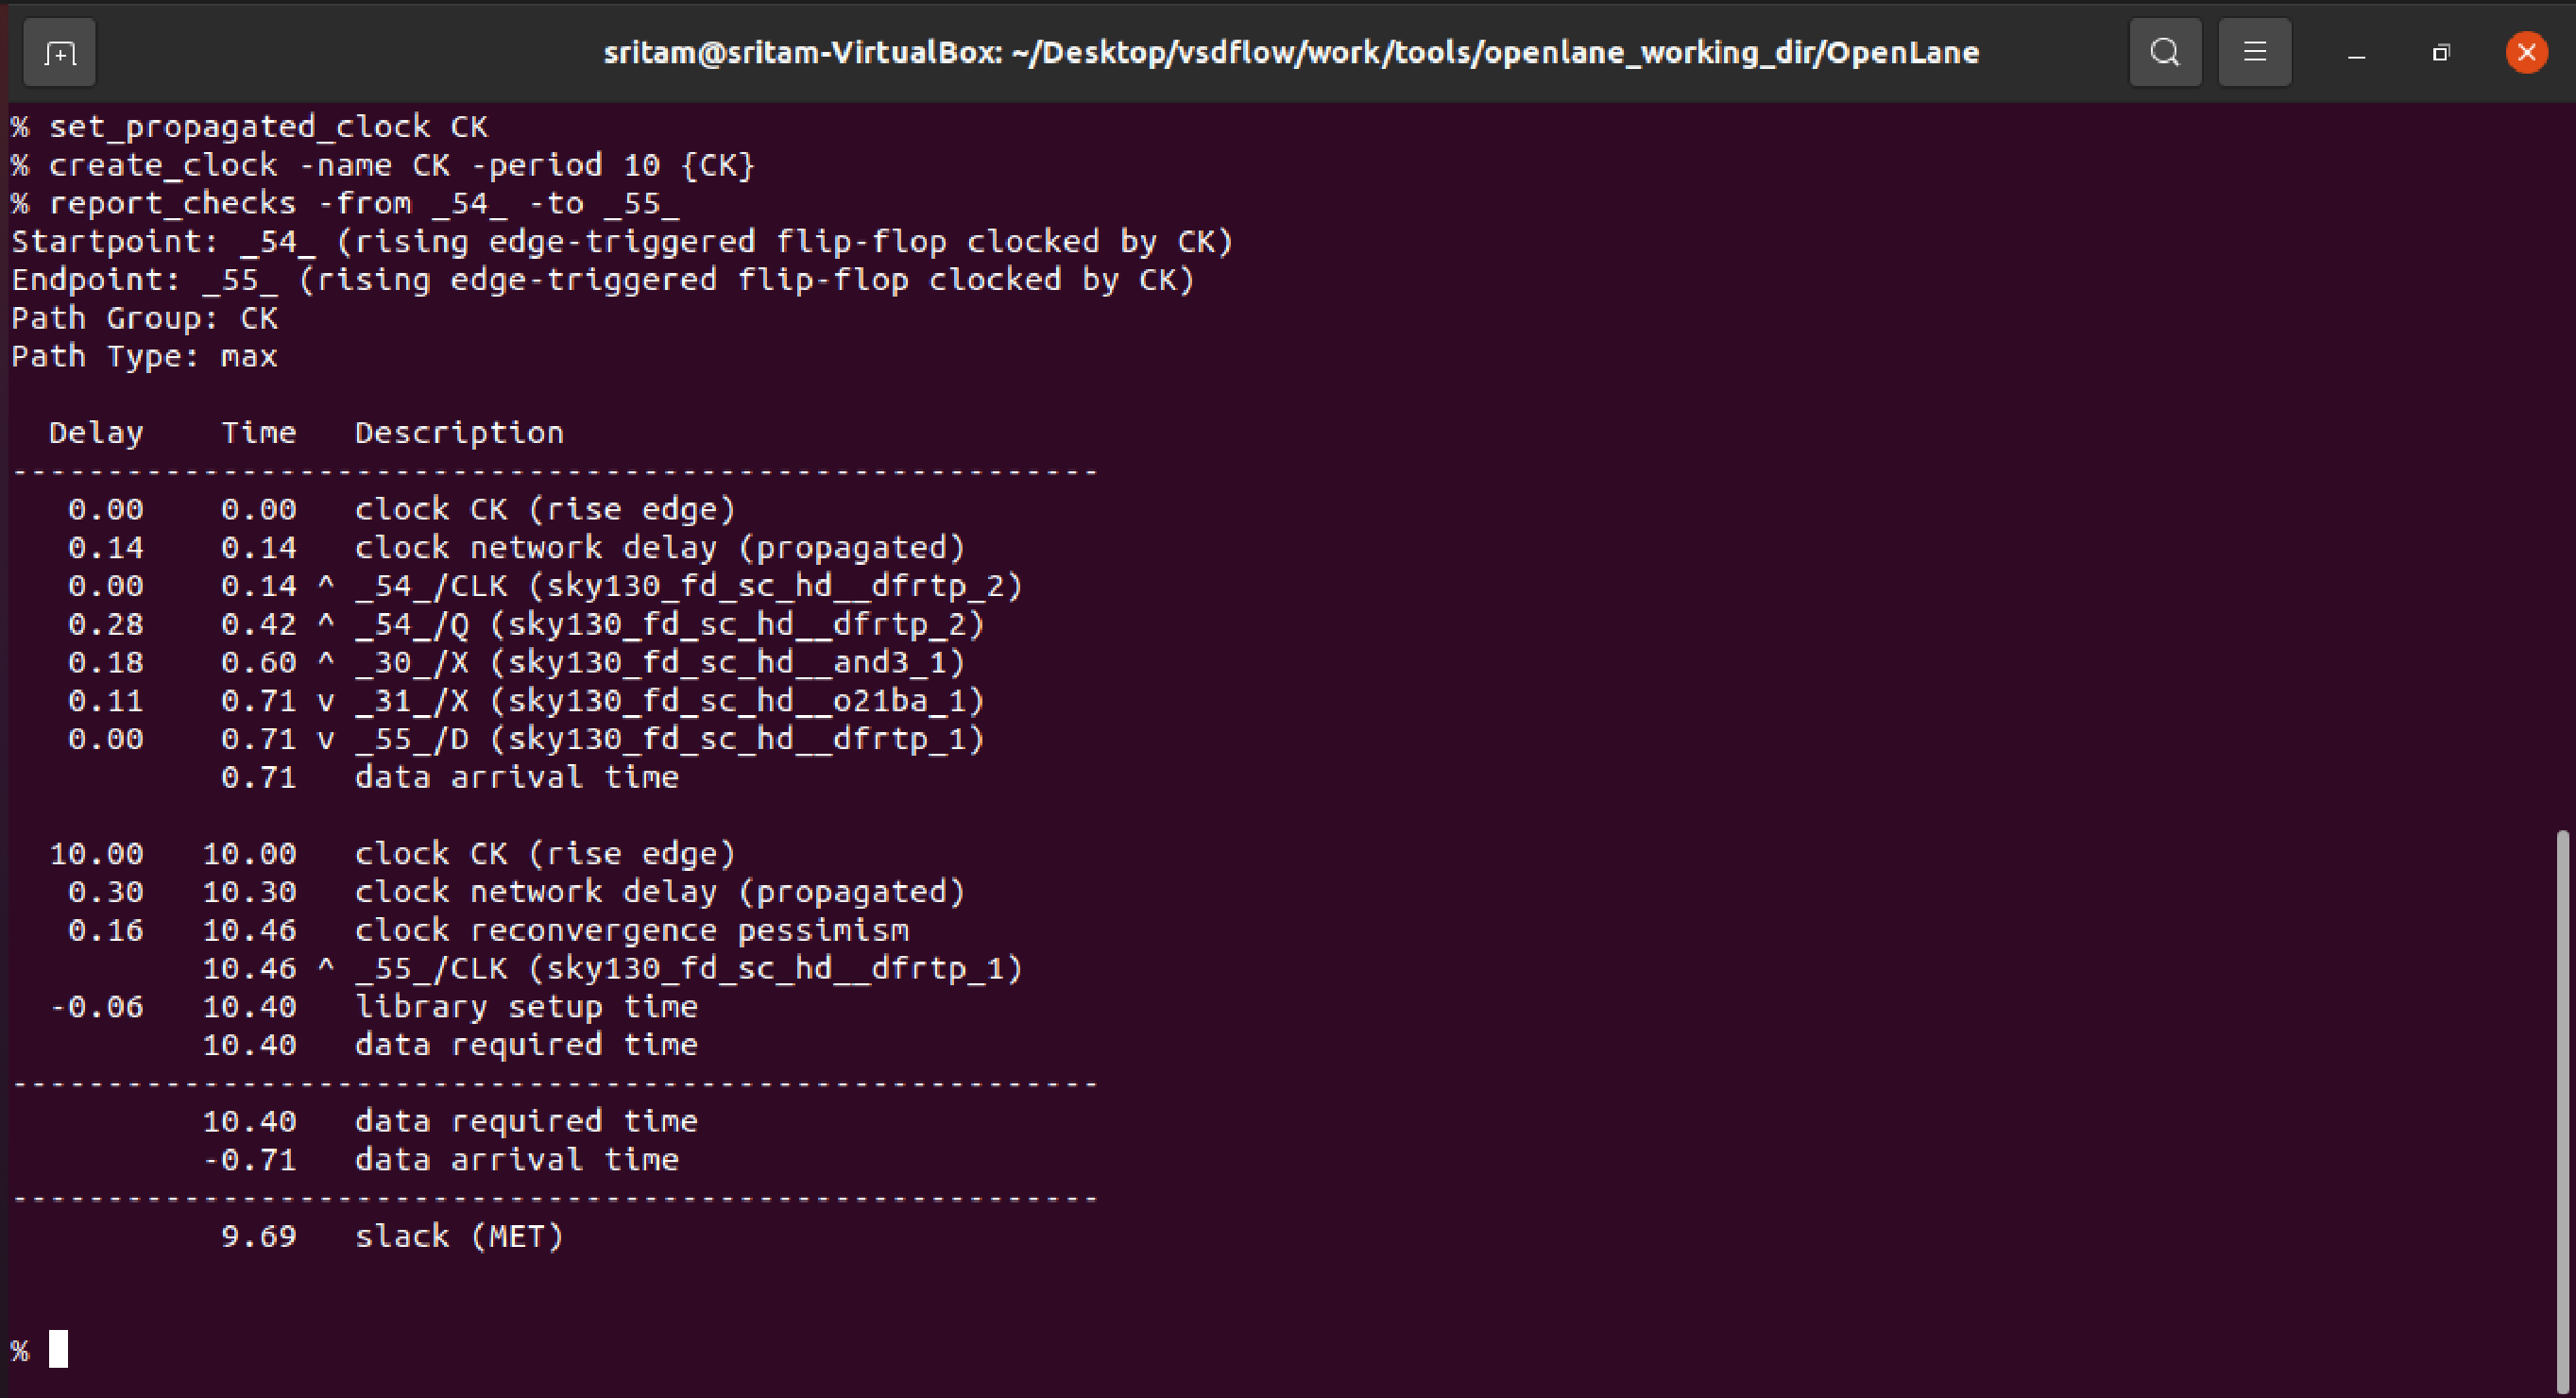 sritam@sritam-VirtualBox: ~/Desktop/vsdflow/work/tools/openlane_working_dir/OpenLane
% set_propagated_clock CK
% create_clock -name CK -period 10 {CK}
% report_checks -from _54_ -to _55_
Startpoint: _54_ (rising edge-triggered flip-flop clocked by CK)
Endpoint: _55_ (rising edge-triggered flip-flop clocked by CK)
Path Group: CK
Path Type: max
  Delay    Time   Description
---------------------------------------------------------
   0.00    0.00   clock CK (rise edge)
   0.14    0.14   clock network delay (propagated)
   0.00    0.14 ^ _54_/CLK (sky130_fd_sc_hd__dfrtp_2)
   0.28    0.42 ^ _54_/Q (sky130_fd_sc_hd__dfrtp_2)
   0.18    0.60 ^ _30_/X (sky130_fd_sc_hd__and3_1)
   0.11    0.71 v _31_/X (sky130_fd_sc_hd__o21ba_1)
   0.00    0.71 v _55_/D (sky130_fd_sc_hd__dfrtp_1)
           0.71   data arrival time
  10.00   10.00   clock CK (rise edge)
   0.30   10.30   clock network delay (propagated)
   0.16   10.46   clock reconvergence pessimism
          10.46 ^ _55_/CLK (sky130_fd_sc_hd__dfrtp_1)
  -0.06   10.40   library setup time
          10.40   data required time
---------------------------------------------------------
          10.40   data required time
          -0.71   data arrival time
---------------------------------------------------------
           9.69   slack (MET)
%